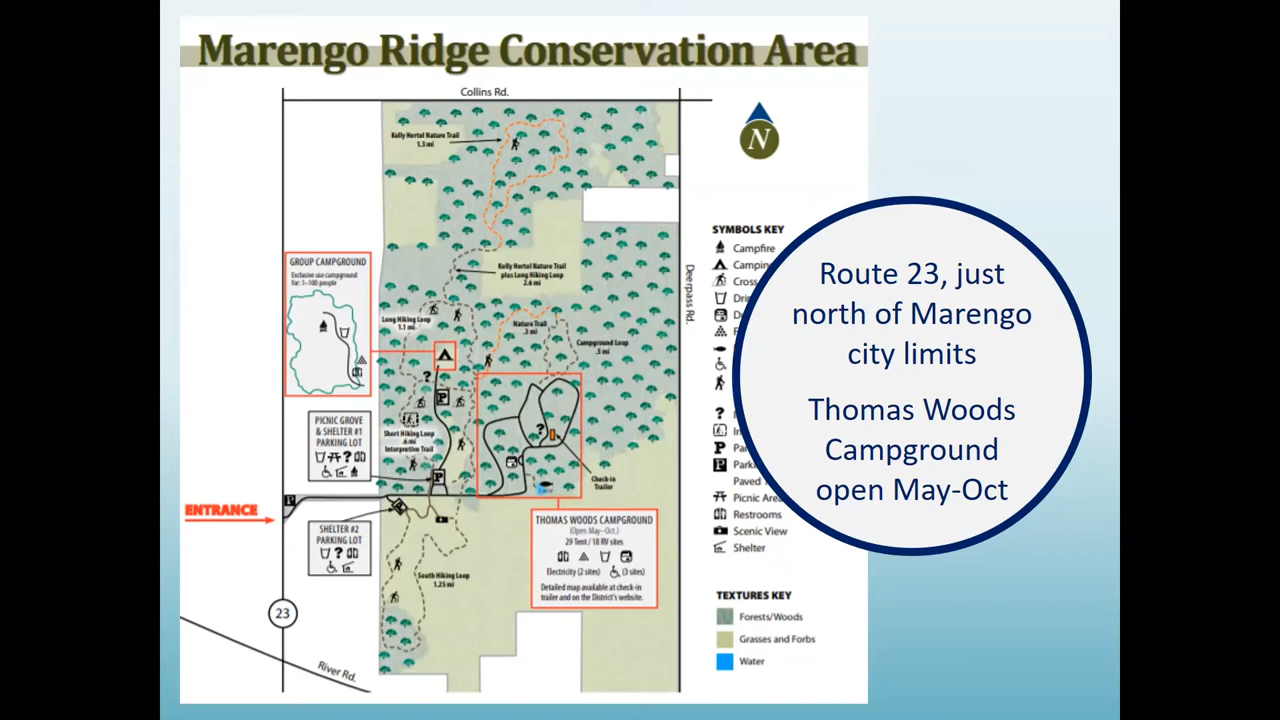 Marengo Ridge Conservation Area
Collins Rd.
Kelly Hertel Nature Trail
1.3 mi
N
SYMBOLS KEY
Campfire
Camping
Cros
Drin
D
F
P
Par
P
Parki
Paved T
Picnic Area
Restrooms
Scenic View
Shelter
Route 23, just
north of Marengo
city limits
Thomas Woods
Campground
open May-Oct
Deerpass Rd.
GROUP CAMPGROUND
Exclusive use campground
for: 1–100 people
Kelly Hertel Nature Trail
plus Long Hiking Loop
2.6 mi
Long Hiking Loop
1.1 mi.
Nature Trail
.3 mi
Campground Loop
.5 mi
?
P
PICNIC GROVE
& SHELTER #1
PARKING LOT
Short Hiking Loop
.6 mi
Interpretive Trail
?
P
Check-in
Trailer
ENTRANCE
P
SHELTER #2
PARKING LOT
THOMAS WOODS CAMPGROUND
(Open May–Oct.)
29 Tent / 18 RV sites
Electricity (2 sites)
(3 sites)
Detailed map available at check-in
trailer and on the District's website.
South Hiking Loop
1.25 mi
23
River Rd.
TEXTURES KEY
Forests/Woods
Grasses and Forbs
Water